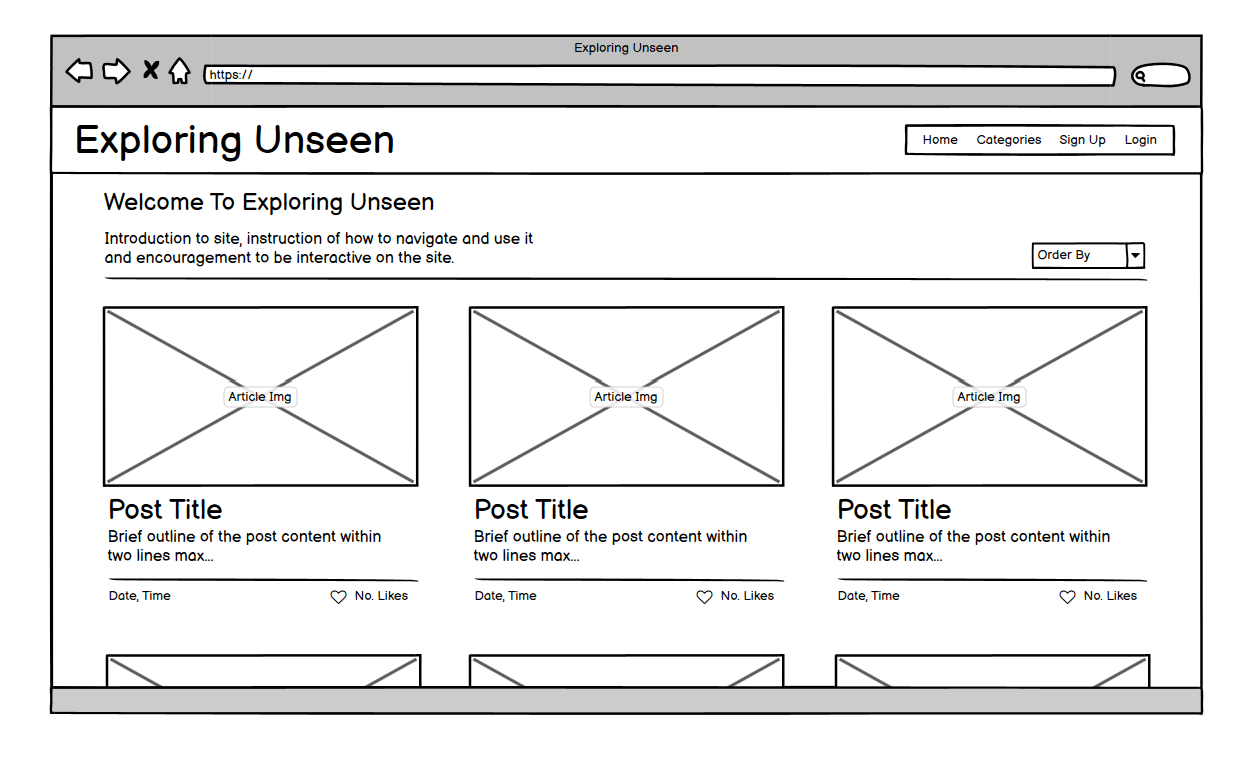 Exploring Unseen
https://
Exploring Unseen
Home Categories Sign Up Login
Welcome To Exploring Unseen
Introduction to site, instruction of how to navigate and use it
and encouragement to be interactive on the site.
Order By
Article Img Article Img Article Img
Post Title Post Title Post Title
Brief outline of the post content within Brief outline of the post content within Brief outline of the post content within
two lines max... two lines max... two lines max...
Date, Time No. Likes Date, Time No. Likes Date, Time No. Likes